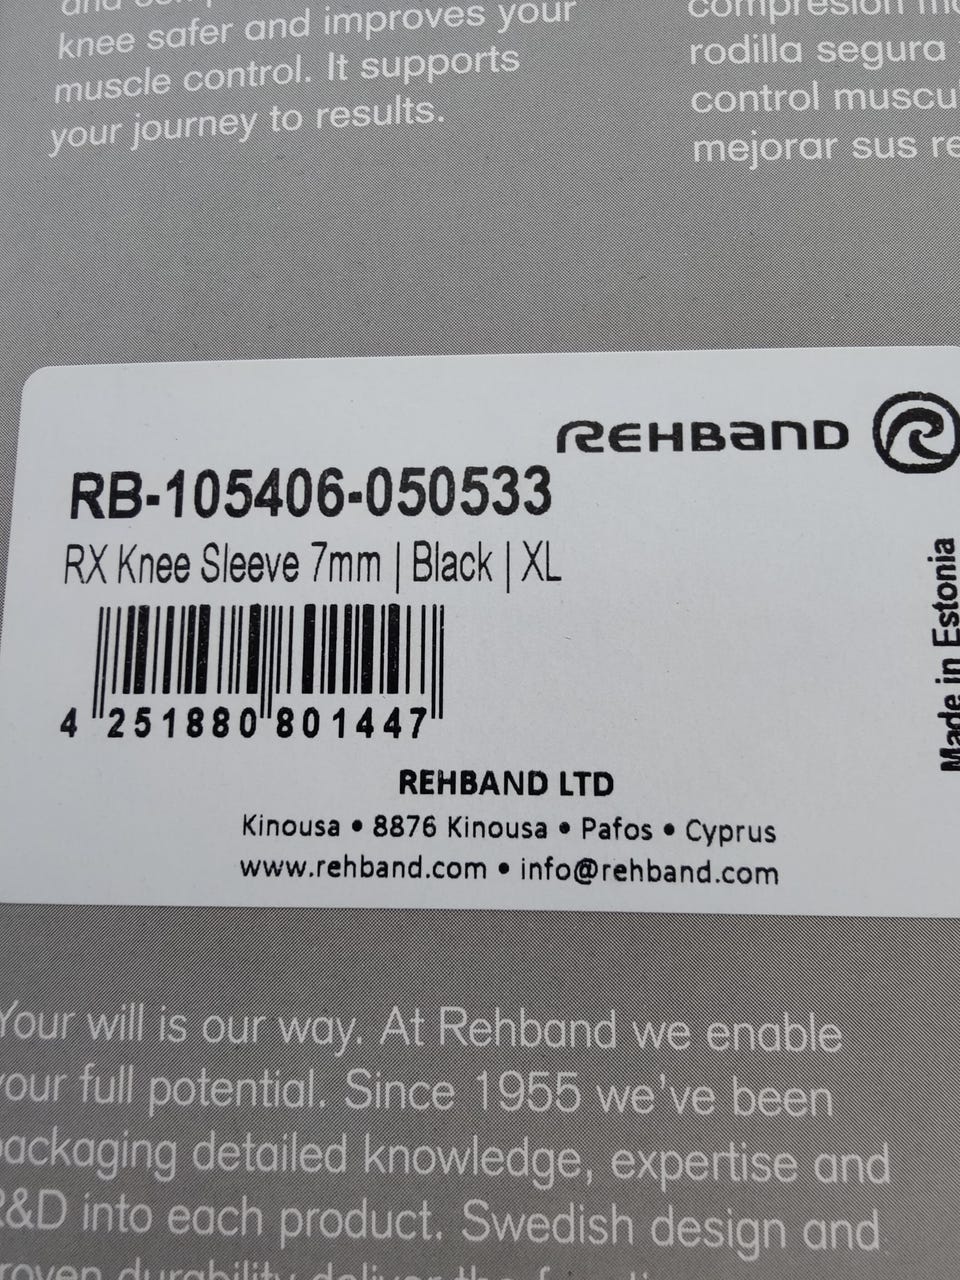 knee safer and improves your
muscle control. It supports
your journey to results.
rodilla segura
control muscu
mejorar sus re
REHBAND
RB-105406-050533
RX Knee Sleeve 7mm | Black | XL
4 251880 801447
Made in Estonia
REHBAND LTD
Kinousa • 8876 Kinousa • Pafos • Cyprus
www.rehband.com • info@rehband.com
Your will is our way. At Rehband we enable
your full potential. Since 1955 we've been
packaging detailed knowledge, expertise and
R&D into each product. Swedish design and